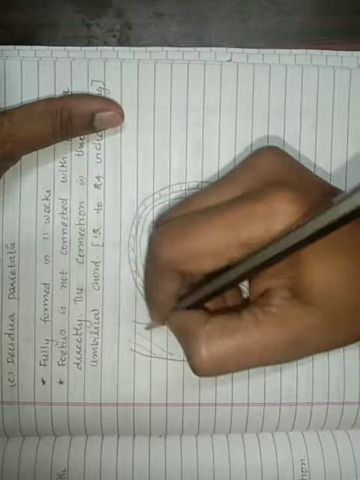 (c) Decidua parietalis
* Fully formed in 11 weeks
* Foetus is not connected with
directly. The connection is
umbilical chord [12 to 24 inch